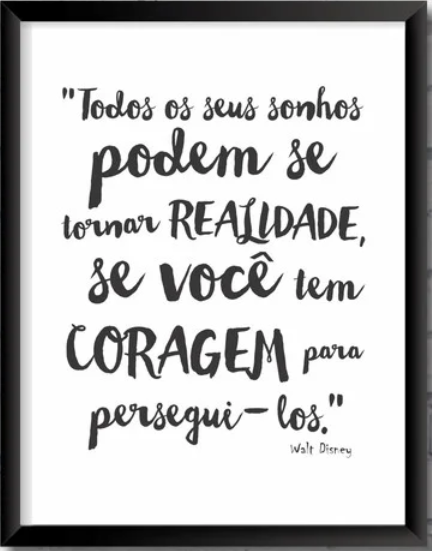 "Todos os seus sonhos
podem se
tornar REALIDADE,
se você tem
CORAGEM para
persegui-los."
Walt Disney